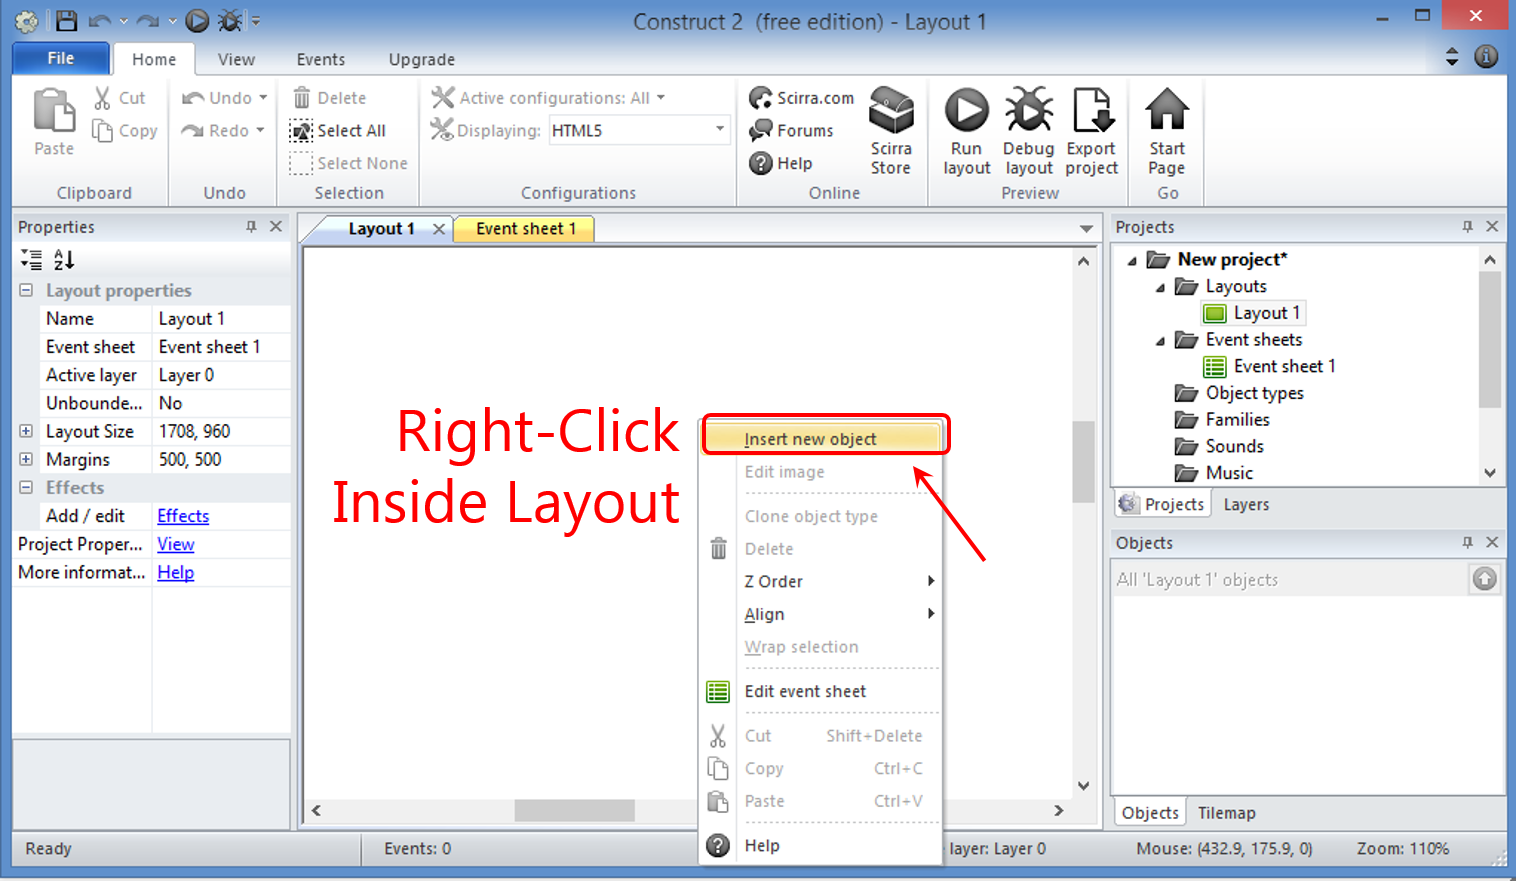 Construct 2  (free edition) - Layout 1
File
Home
View
Events
Upgrade
Paste
Cut
Copy
Clipboard
Undo
Redo
Undo
Delete
Select All
Select None
Selection
Active configurations: All
Displaying: HTML5
Configurations
Scirra.com
Forums
Help
Scirra
Store
Online
Run
layout
Debug
layout
Export
project
Preview
Start
Page
Go
Properties
Layout properties
Name Layout 1
Event sheet Event sheet 1
Active layer Layer 0
Unbounde... No
Layout Size 1708, 960
Margins 500, 500
Effects
Add / edit Effects
Project Proper... View
More informat... Help
Layout 1
Event sheet 1
Right-Click
Inside Layout
Insert new object
Edit image
Clone object type
Delete
Z Order
Align
Wrap selection
Edit event sheet
Cut Shift+Delete
Copy Ctrl+C
Paste Ctrl+V
Help
Projects
New project*
Layouts
Layout 1
Event sheets
Event sheet 1
Object types
Families
Sounds
Music
Projects
Layers
Objects
All 'Layout 1' objects
Objects
Tilemap
Ready
Events: 0
layer: Layer 0
Mouse: (432.9, 175.9, 0)
Zoom: 110%